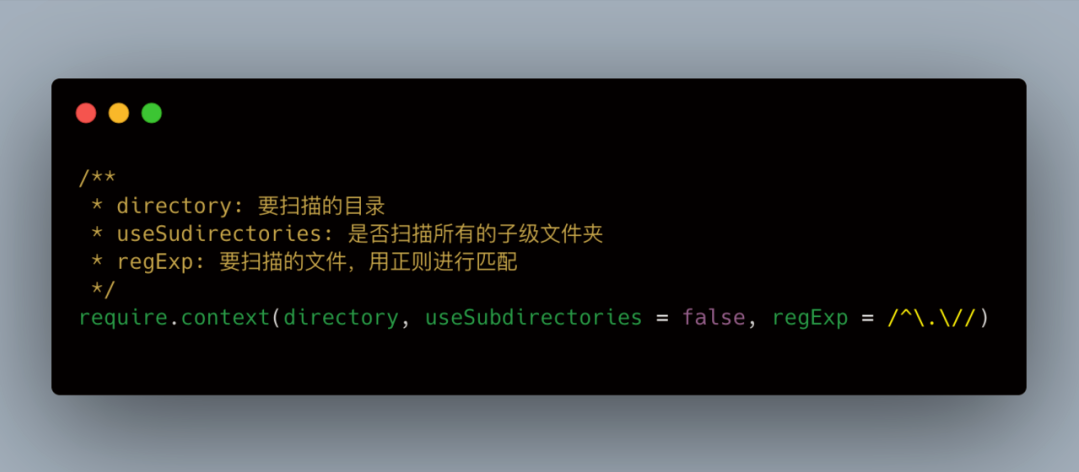 /**
 * directory: 要扫描的目录
 * useSudirectories: 是否扫描所有的子级文件夹
 * regExp: 要扫描的文件，用正则进行匹配
 */
require.context(directory, useSubdirectories = false, regExp = /^\.\//)